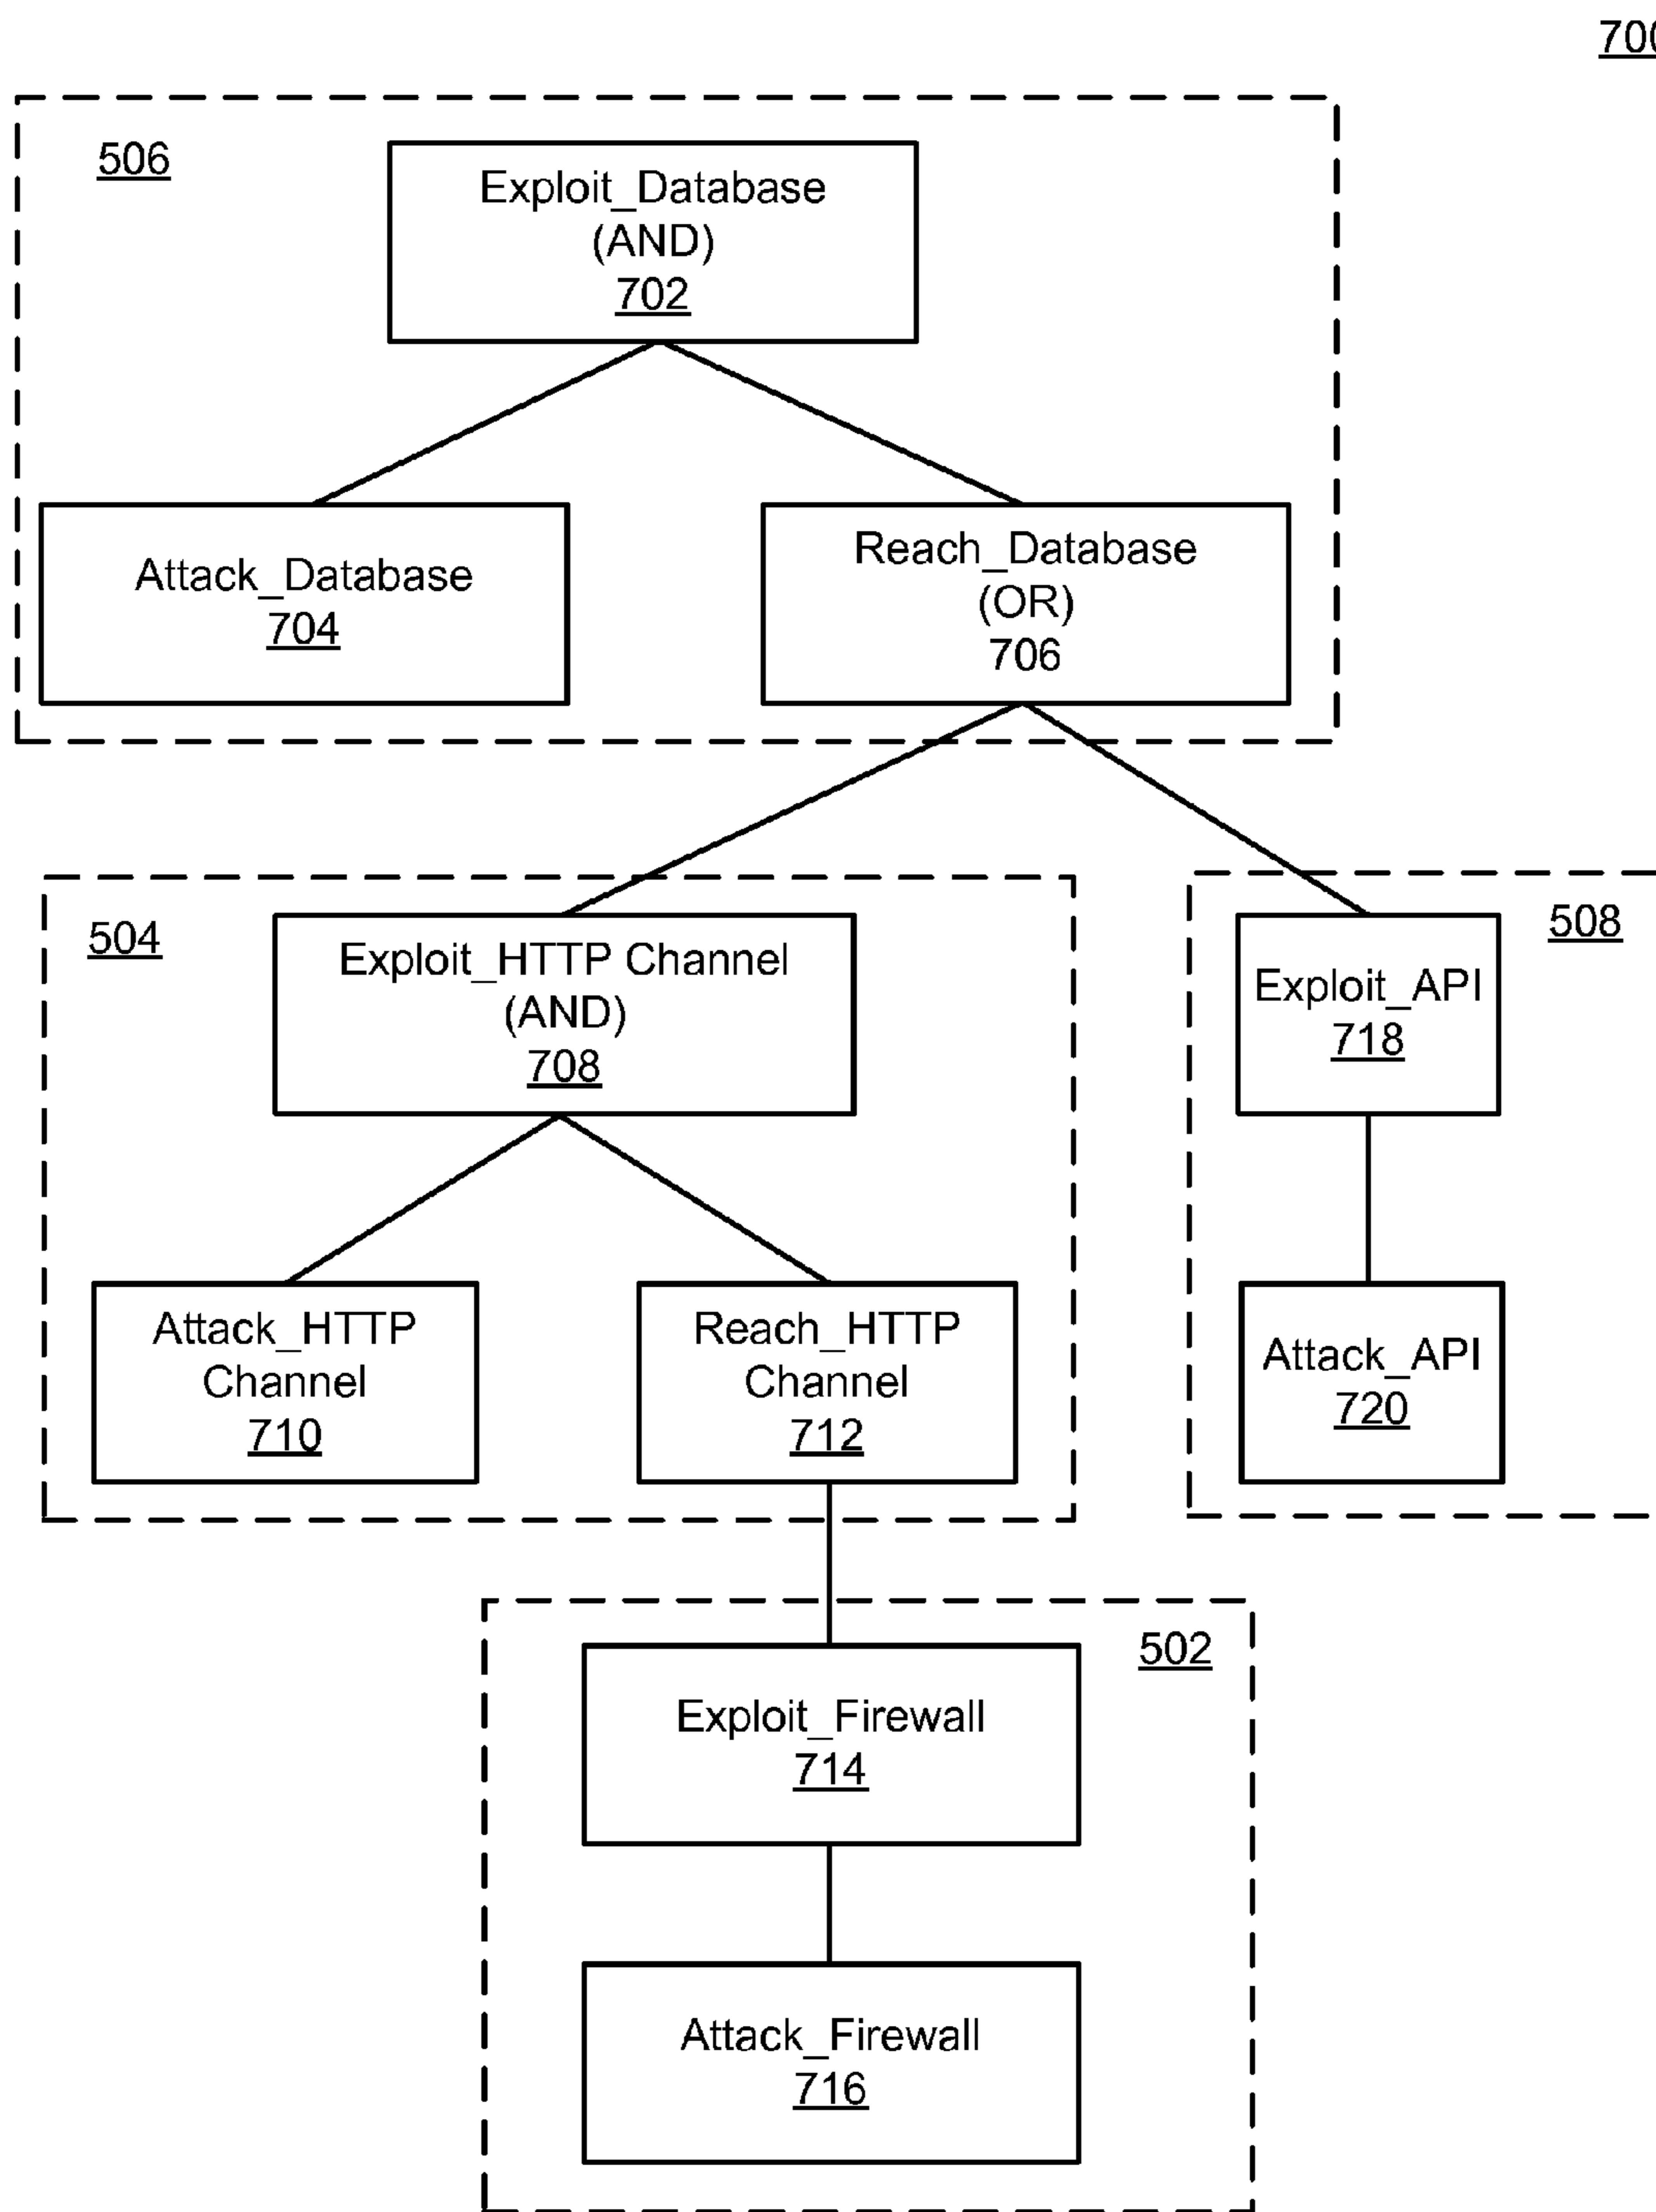 700
506
Exploit_Database
(AND)
702
Attack_Database
704
Reach_Database
(OR)
706
504
Exploit_HTTP Channel
(AND)
708
508
Exploit_API
718
Attack_HTTP
Channel
710
Reach_HTTP
Channel
712
Attack_API
720
502
Exploit_Firewall
714
Attack_Firewall
716